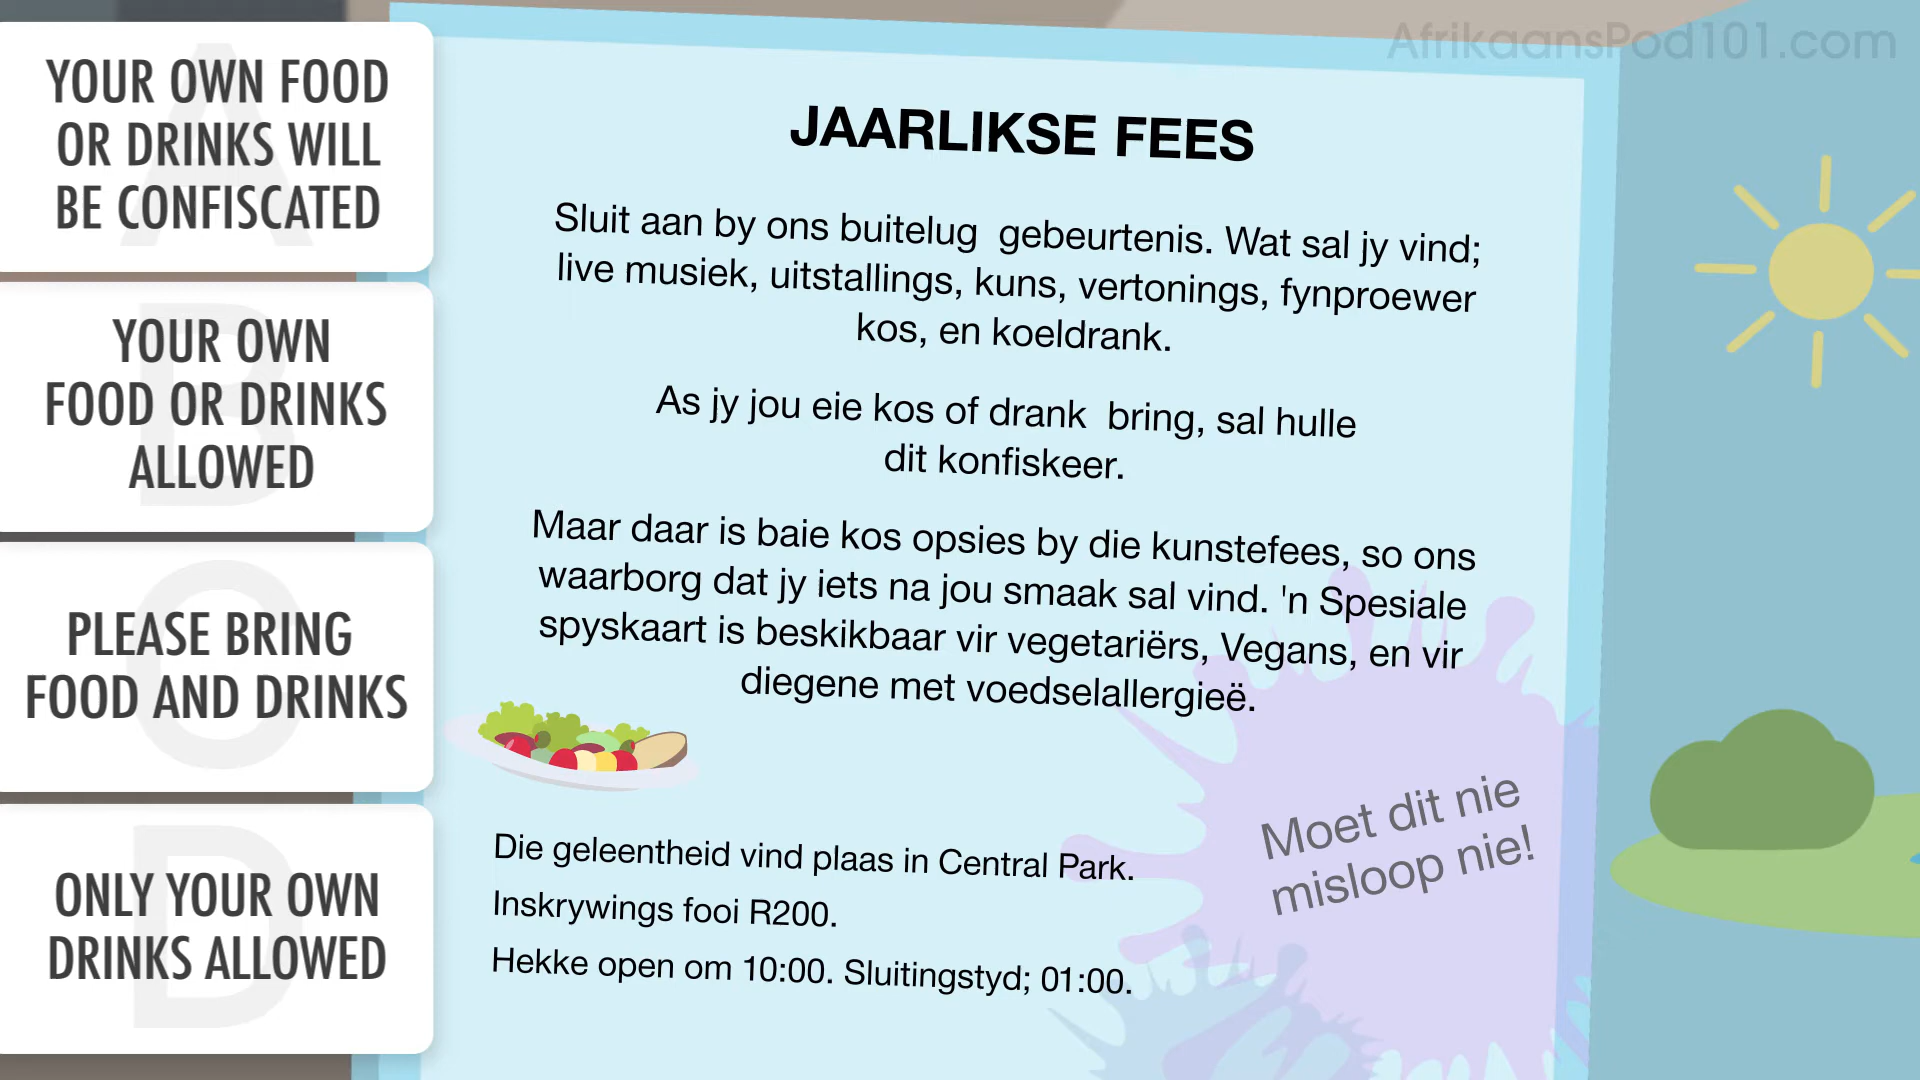 AfrikaansPod101.com
A
YOUR OWN FOOD
OR DRINKS WILL
BE CONFISCATED
B
YOUR OWN
FOOD OR DRINKS
ALLOWED
C
PLEASE BRING
FOOD AND DRINKS
D
ONLY YOUR OWN
DRINKS ALLOWED
JAARLIKSE FEES
Sluit aan by ons buitelug gebeurtenis. Wat sal jy vind;
live musiek, uitstallings, kuns, vertonings, fynproewer
kos, en koeldrank.
As jy jou eie kos of drank bring, sal hulle
dit konfiskeer.
Maar daar is baie kos opsies by die kunstefees, so ons
waarborg dat jy iets na jou smaak sal vind. 'n Spesiale
spyskaart is beskikbaar vir vegetariërs, Vegans, en vir
diegene met voedselallergieë.
Die geleentheid vind plaas in Central Park.
Inskrywings fooi R200.
Hekke open om 10:00. Sluitingstyd; 01:00.
Moet dit nie
misloop nie!